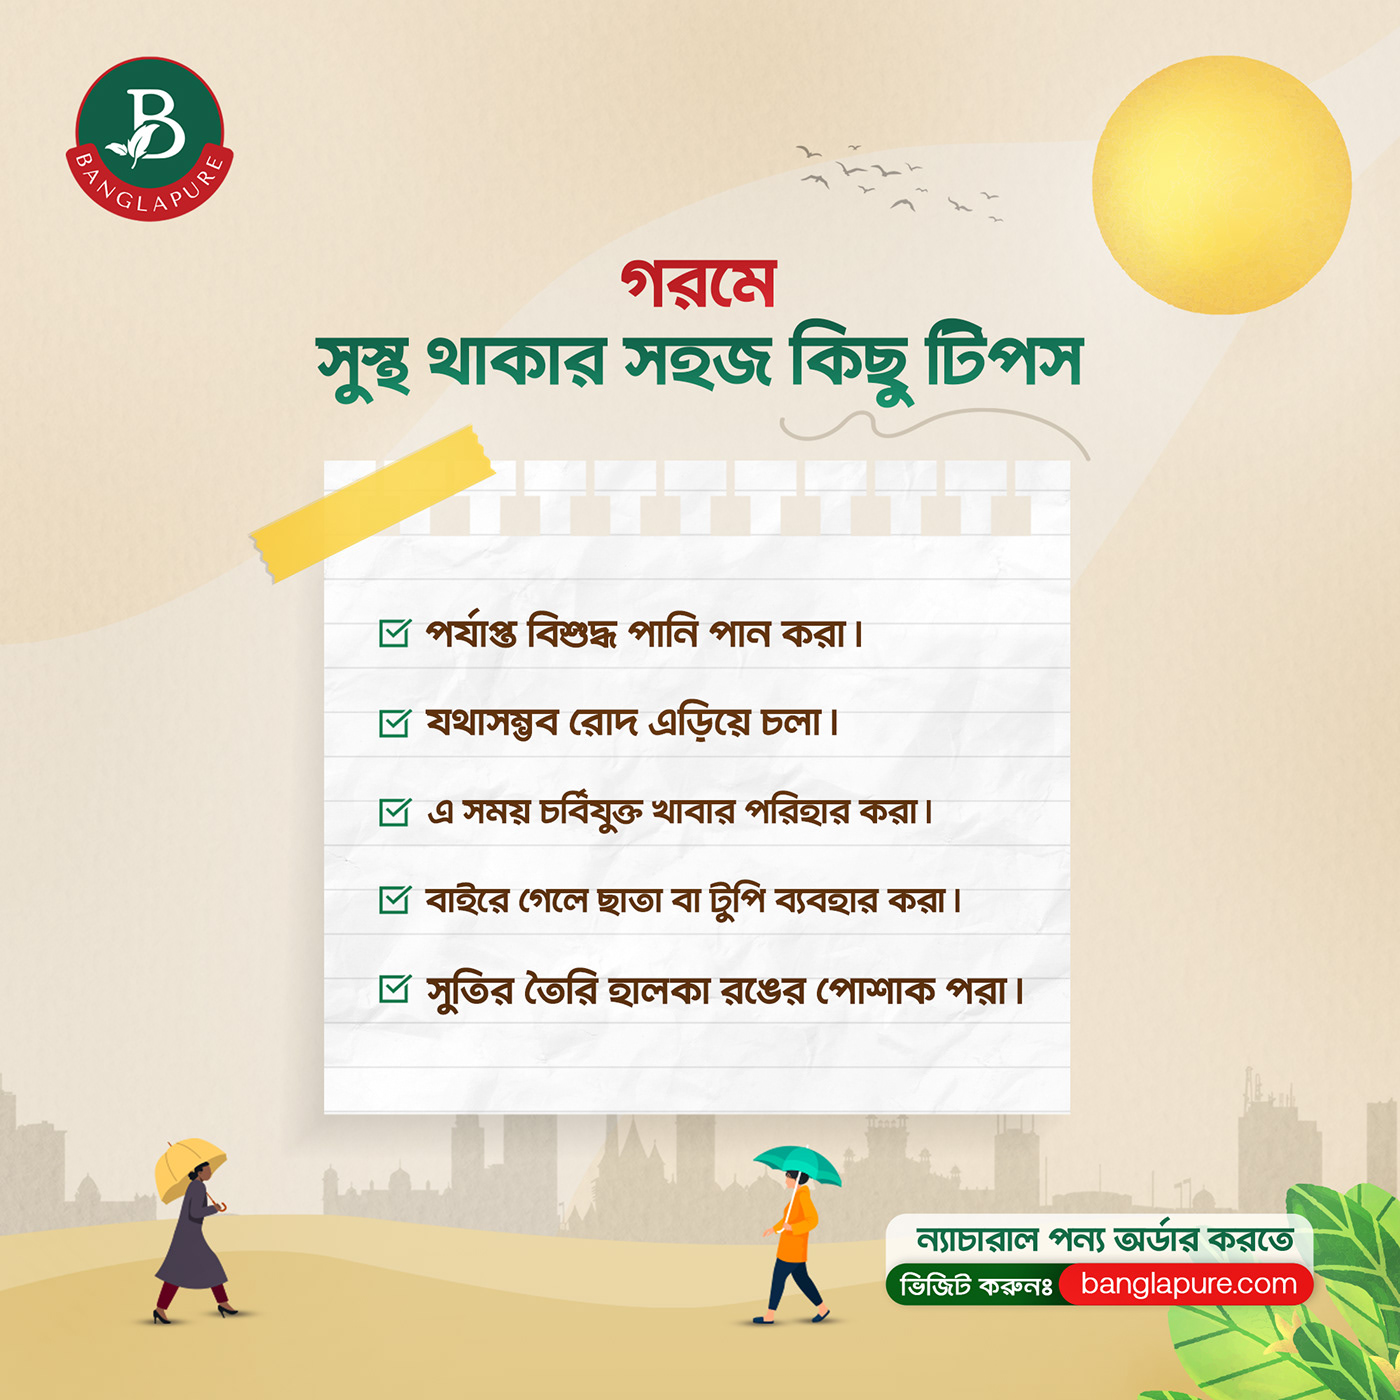 B
BANGLAPURE
গরমে
সুস্থ থাকার সহজ কিছু টিপস
পর্যাপ্ত বিশুদ্ধ পানি পান করা।
যথাসম্ভব রোদ এড়িয়ে চলা।
এ সময় চর্বিযুক্ত খাবার পরিহার করা।
বাইরে গেলে ছাতা বা টুপি ব্যবহার করা।
সুতির তৈরি হালকা রঙের পোশাক পরা।
ন্যাচারাল পন্য অর্ডার করতে
ভিজিট করুনঃ banglapure.com